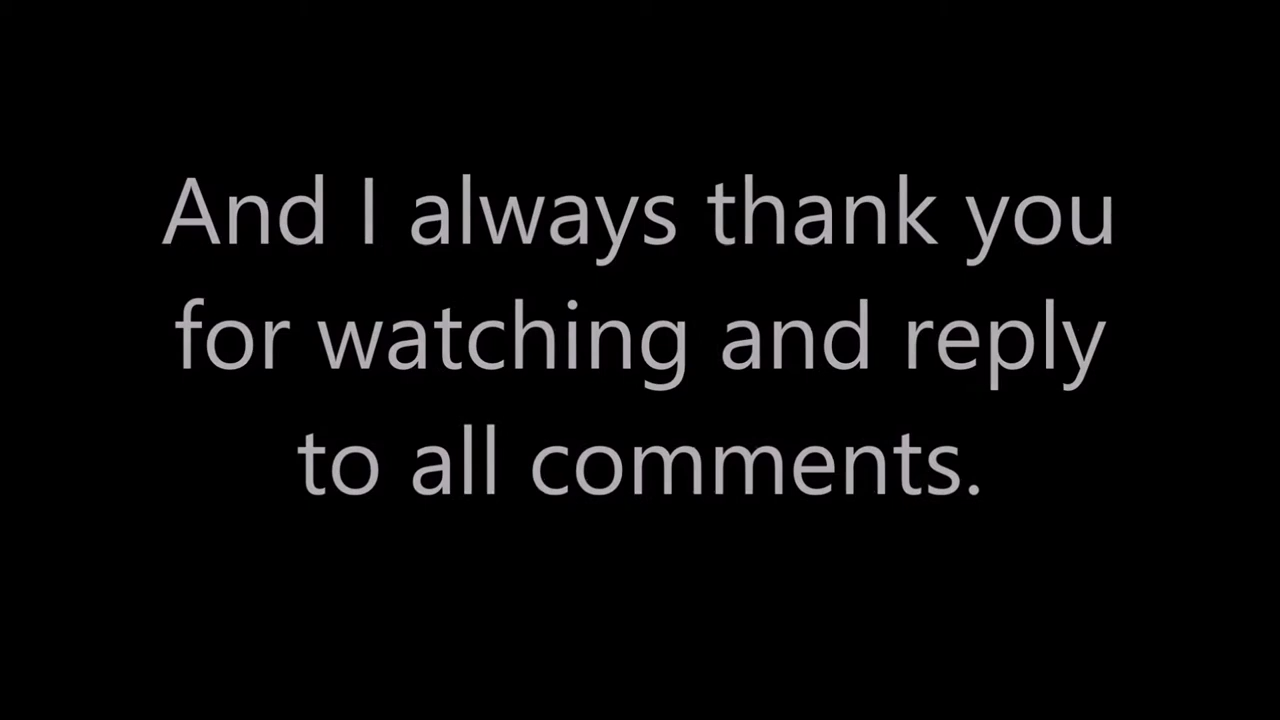 And I always thank you
for watching and reply
to all comments.